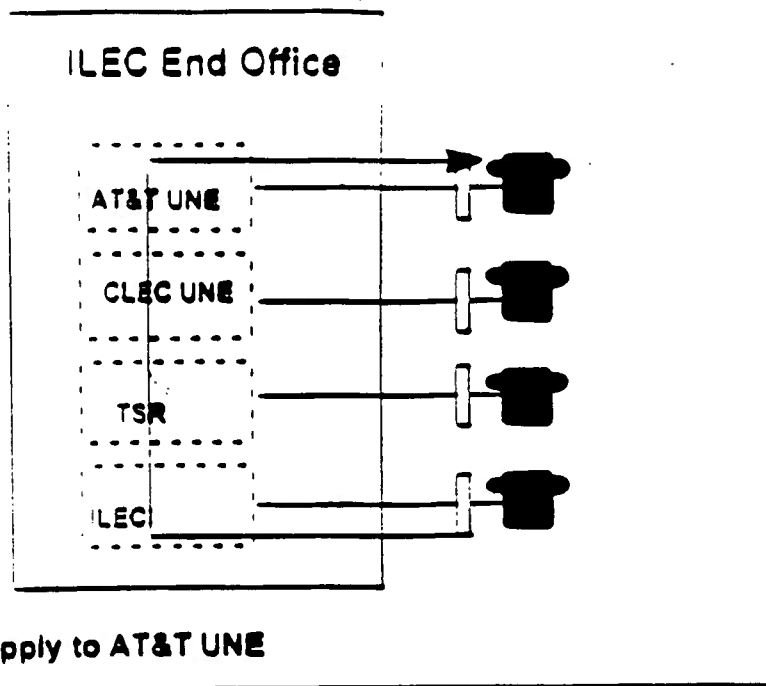 ILEC End Office
AT&T UNE
CLEC UNE
TSR
ILEC
pply to AT&T UNE